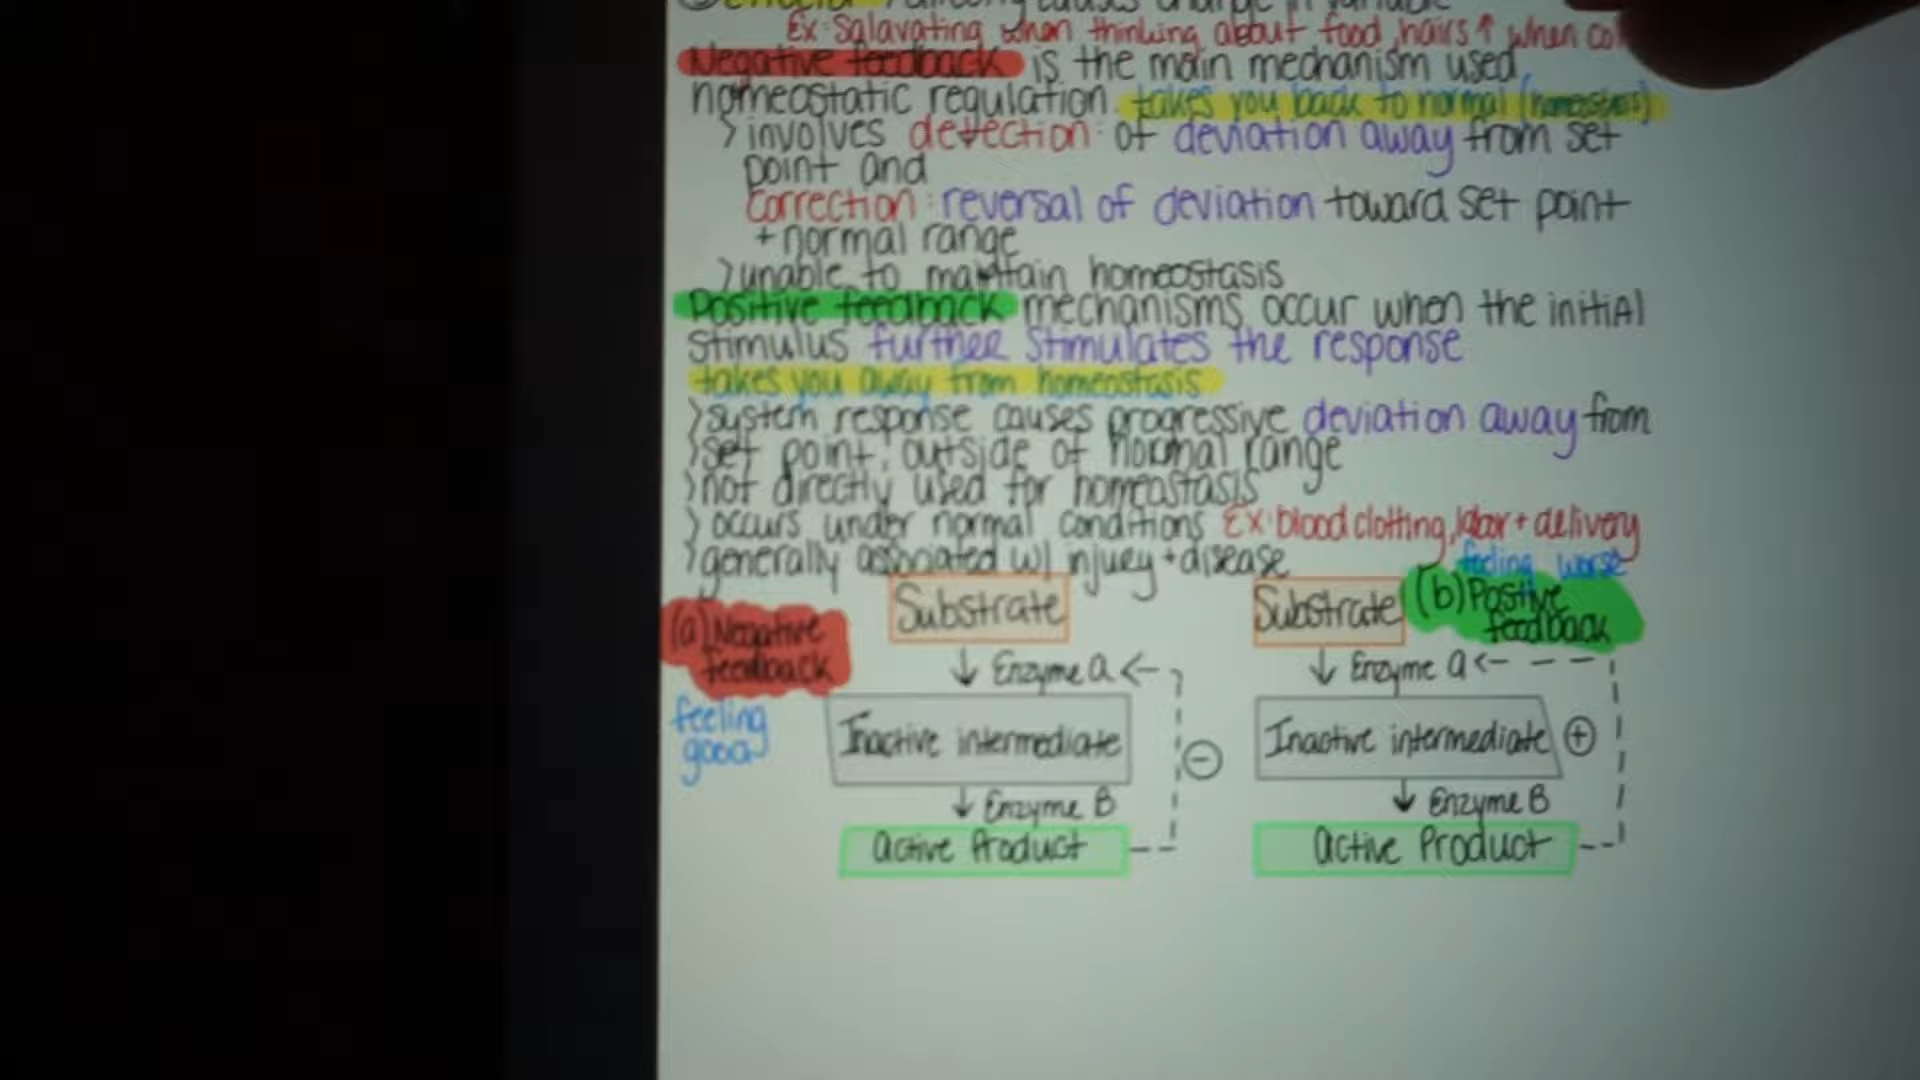 causes change in variable
Ex: Salavating when thinking about food, hairs ↑ when
Negative feedback is the main mechanism used
homeostatic regulation. takes you back to normal (homeostasis)
> involves detection: of deviation away from set
point and
correction: reversal of deviation toward set point
+ normal range
> unable to maintain homeostasis
Positive feedback mechanisms occur when the initial
stimulus further stimulates the response
takes you away from homeostasis
> system response causes progressive deviation away from
> set point; outside of normal range
> not directly used for homeostasis
> occurs under normal conditions Ex: blood clotting, labor + delivery
> generally associated w/ injury + disease feeling worse
(a) Negative feedback
feeling good
Substrate
↓ Enzyme A
Inactive intermediate
⊖
↓ Enzyme B
Active Product
Substrate
(b) Positive feedback
↓ Enzyme A
Inactive intermediate
⊕
↓ Enzyme B
Active Product